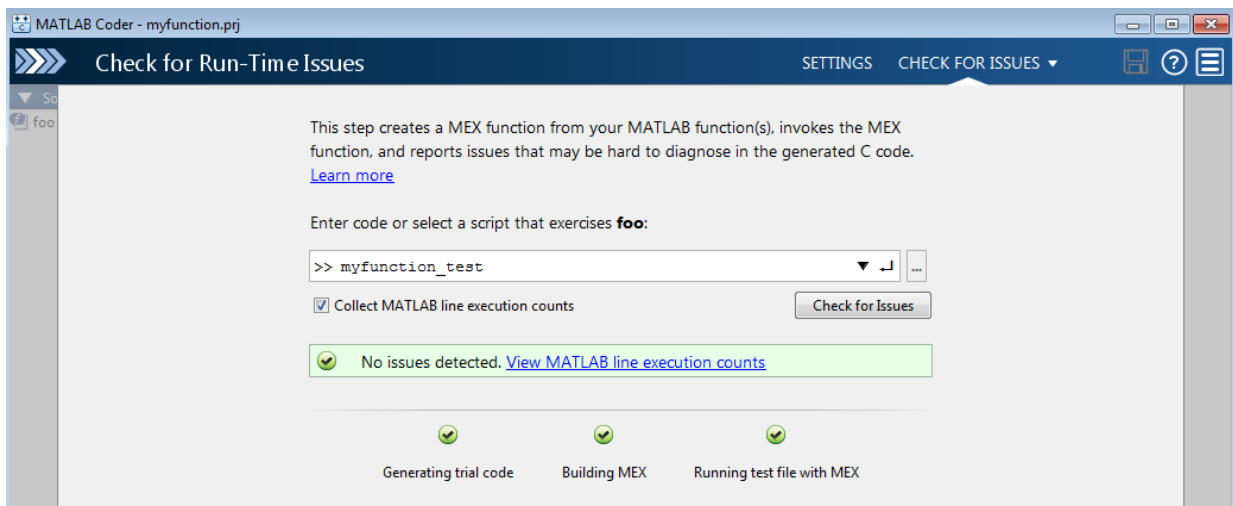 MATLAB Coder - myfunction.prj
Check for Run-Time Issues
SETTINGS
CHECK FOR ISSUES
So
foo
This step creates a MEX function from your MATLAB function(s), invokes the MEX
function, and reports issues that may be hard to diagnose in the generated C code.
Learn more
Enter code or select a script that exercises foo:
>> myfunction_test
...
Collect MATLAB line execution counts
Check for Issues
No issues detected. View MATLAB line execution counts
Generating trial code
Building MEX
Running test file with MEX